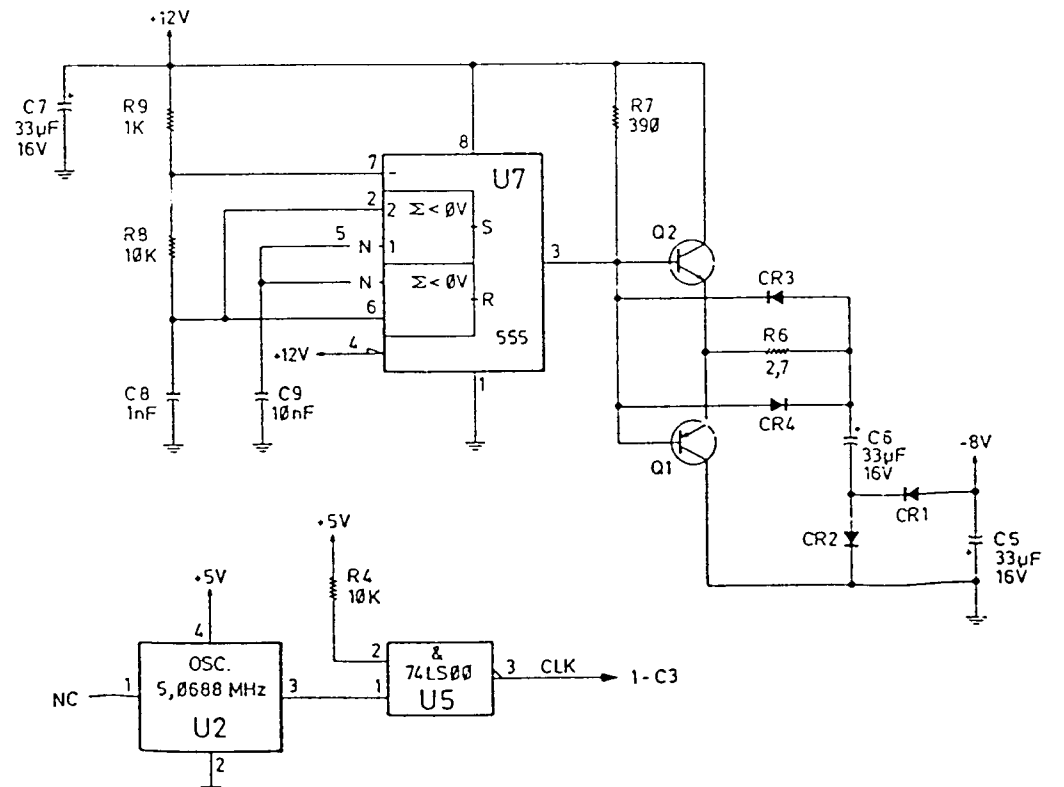 +12V
C7
33µF
16V
R9
1K
R7
390
8
7
-
U7
2
2
Σ<0V
S
5
N
1
N
Σ<0V
R
6
3
555
+12V
4
1
R8
10K
C8
1nF
C9
10nF
Q2
CR3
R6
2,7
CR4
Q1
C6
33µF
16V
-8V
CR1
CR2
C5
33µF
16V
+5V
R4
10K
+5V
4
OSC.
5,0688 MHz
U2
NC
1
3
2
2
&
74LS00
U5
1
3
CLK
1-C3